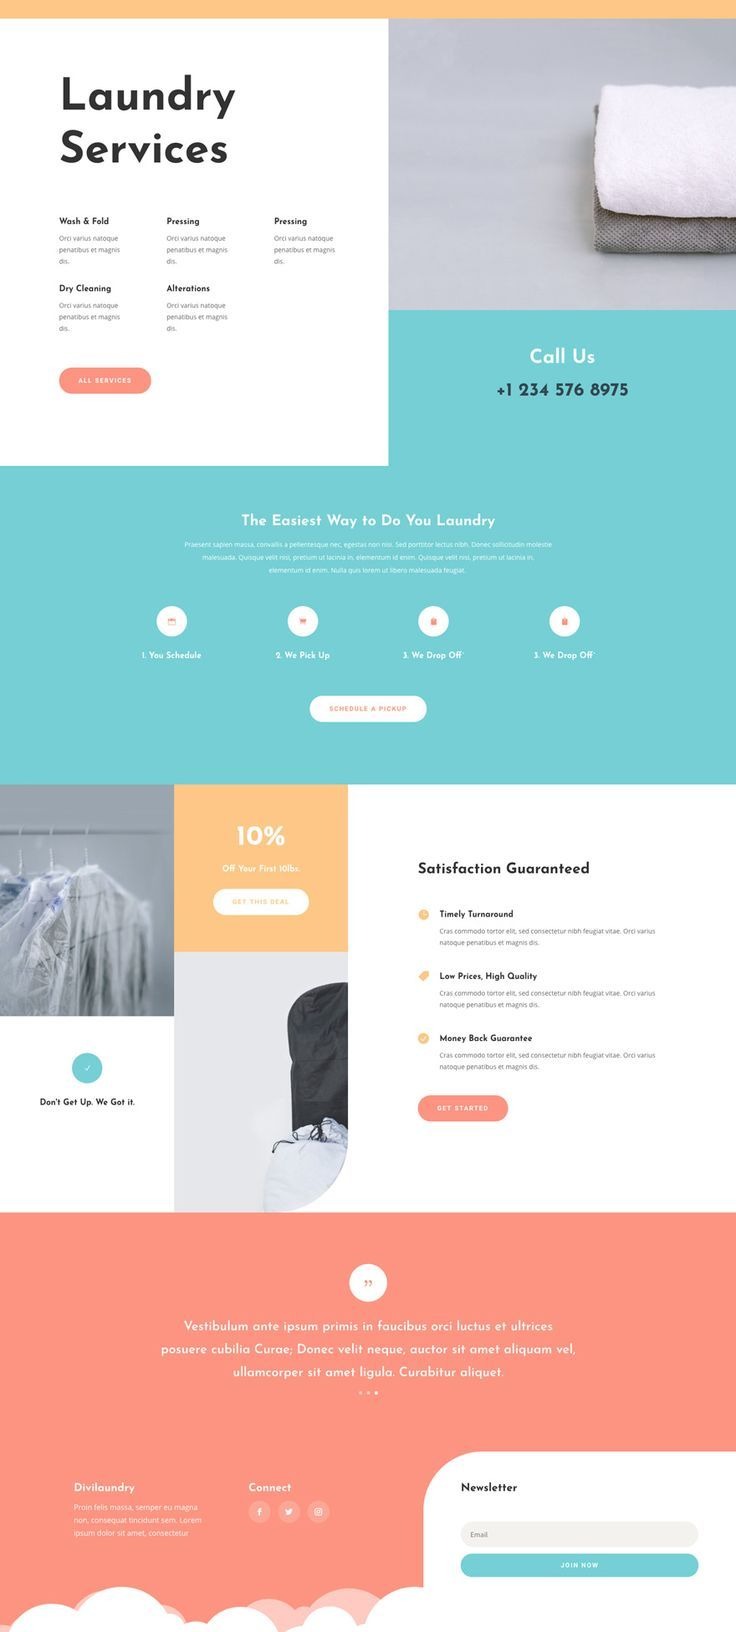 Laundry
Services
Wash & Fold
Orci varius natoque
penatibus et magnis
dis.
Pressing
Orci varius natoque
penatibus et magnis
dis.
Pressing
Orci varius natoque
penatibus et magnis
dis.
Dry Cleaning
Orci varius natoque
penatibus et magnis
dis.
Alterations
Orci varius natoque
penatibus et magnis
dis.
ALL SERVICES
Call Us
+1 234 576 8975
The Easiest Way to Do You Laundry
Praesent sapien massa, convallis a pellentesque nec, egestas non nisi. Sed porttitor lectus nibh. Donec sollicitudin molestie
malesuada. Quisque velit nisi, pretium ut lacinia in, elementum id enim. Quisque velit nisi, pretium ut lacinia in,
elementum id enim. Nulla quis lorem ut libero malesuada feugiat.
1. You Schedule
2. We Pick Up
3. We Drop Off`
3. We Drop Off`
SCHEDULE A PICKUP
10%
Off Your First 10lbs.
GET THIS DEAL
Don't Get Up. We Got it.
Satisfaction Guaranteed
Timely Turnaround
Cras commodo tortor elit, sed consectetur nibh feugiat vitae. Orci varius
natoque penatibus et magnis dis.
Low Prices, High Quality
Cras commodo tortor elit, sed consectetur nibh feugiat vitae. Orci varius
natoque penatibus et magnis dis.
Money Back Guarantee
Cras commodo tortor elit, sed consectetur nibh feugiat vitae. Orci varius
natoque penatibus et magnis dis.
GET STARTED
Vestibulum ante ipsum primis in faucibus orci luctus et ultrices
posuere cubilia Curae; Donec velit neque, auctor sit amet aliquam vel,
ullamcorper sit amet ligula. Curabitur aliquet.
Divilaundry
Proin felis massa, semper eu magna
non, consequat tincidunt sem. Lorem
ipsum dolor sit amet, consectetur
Connect
Newsletter
Email
JOIN NOW